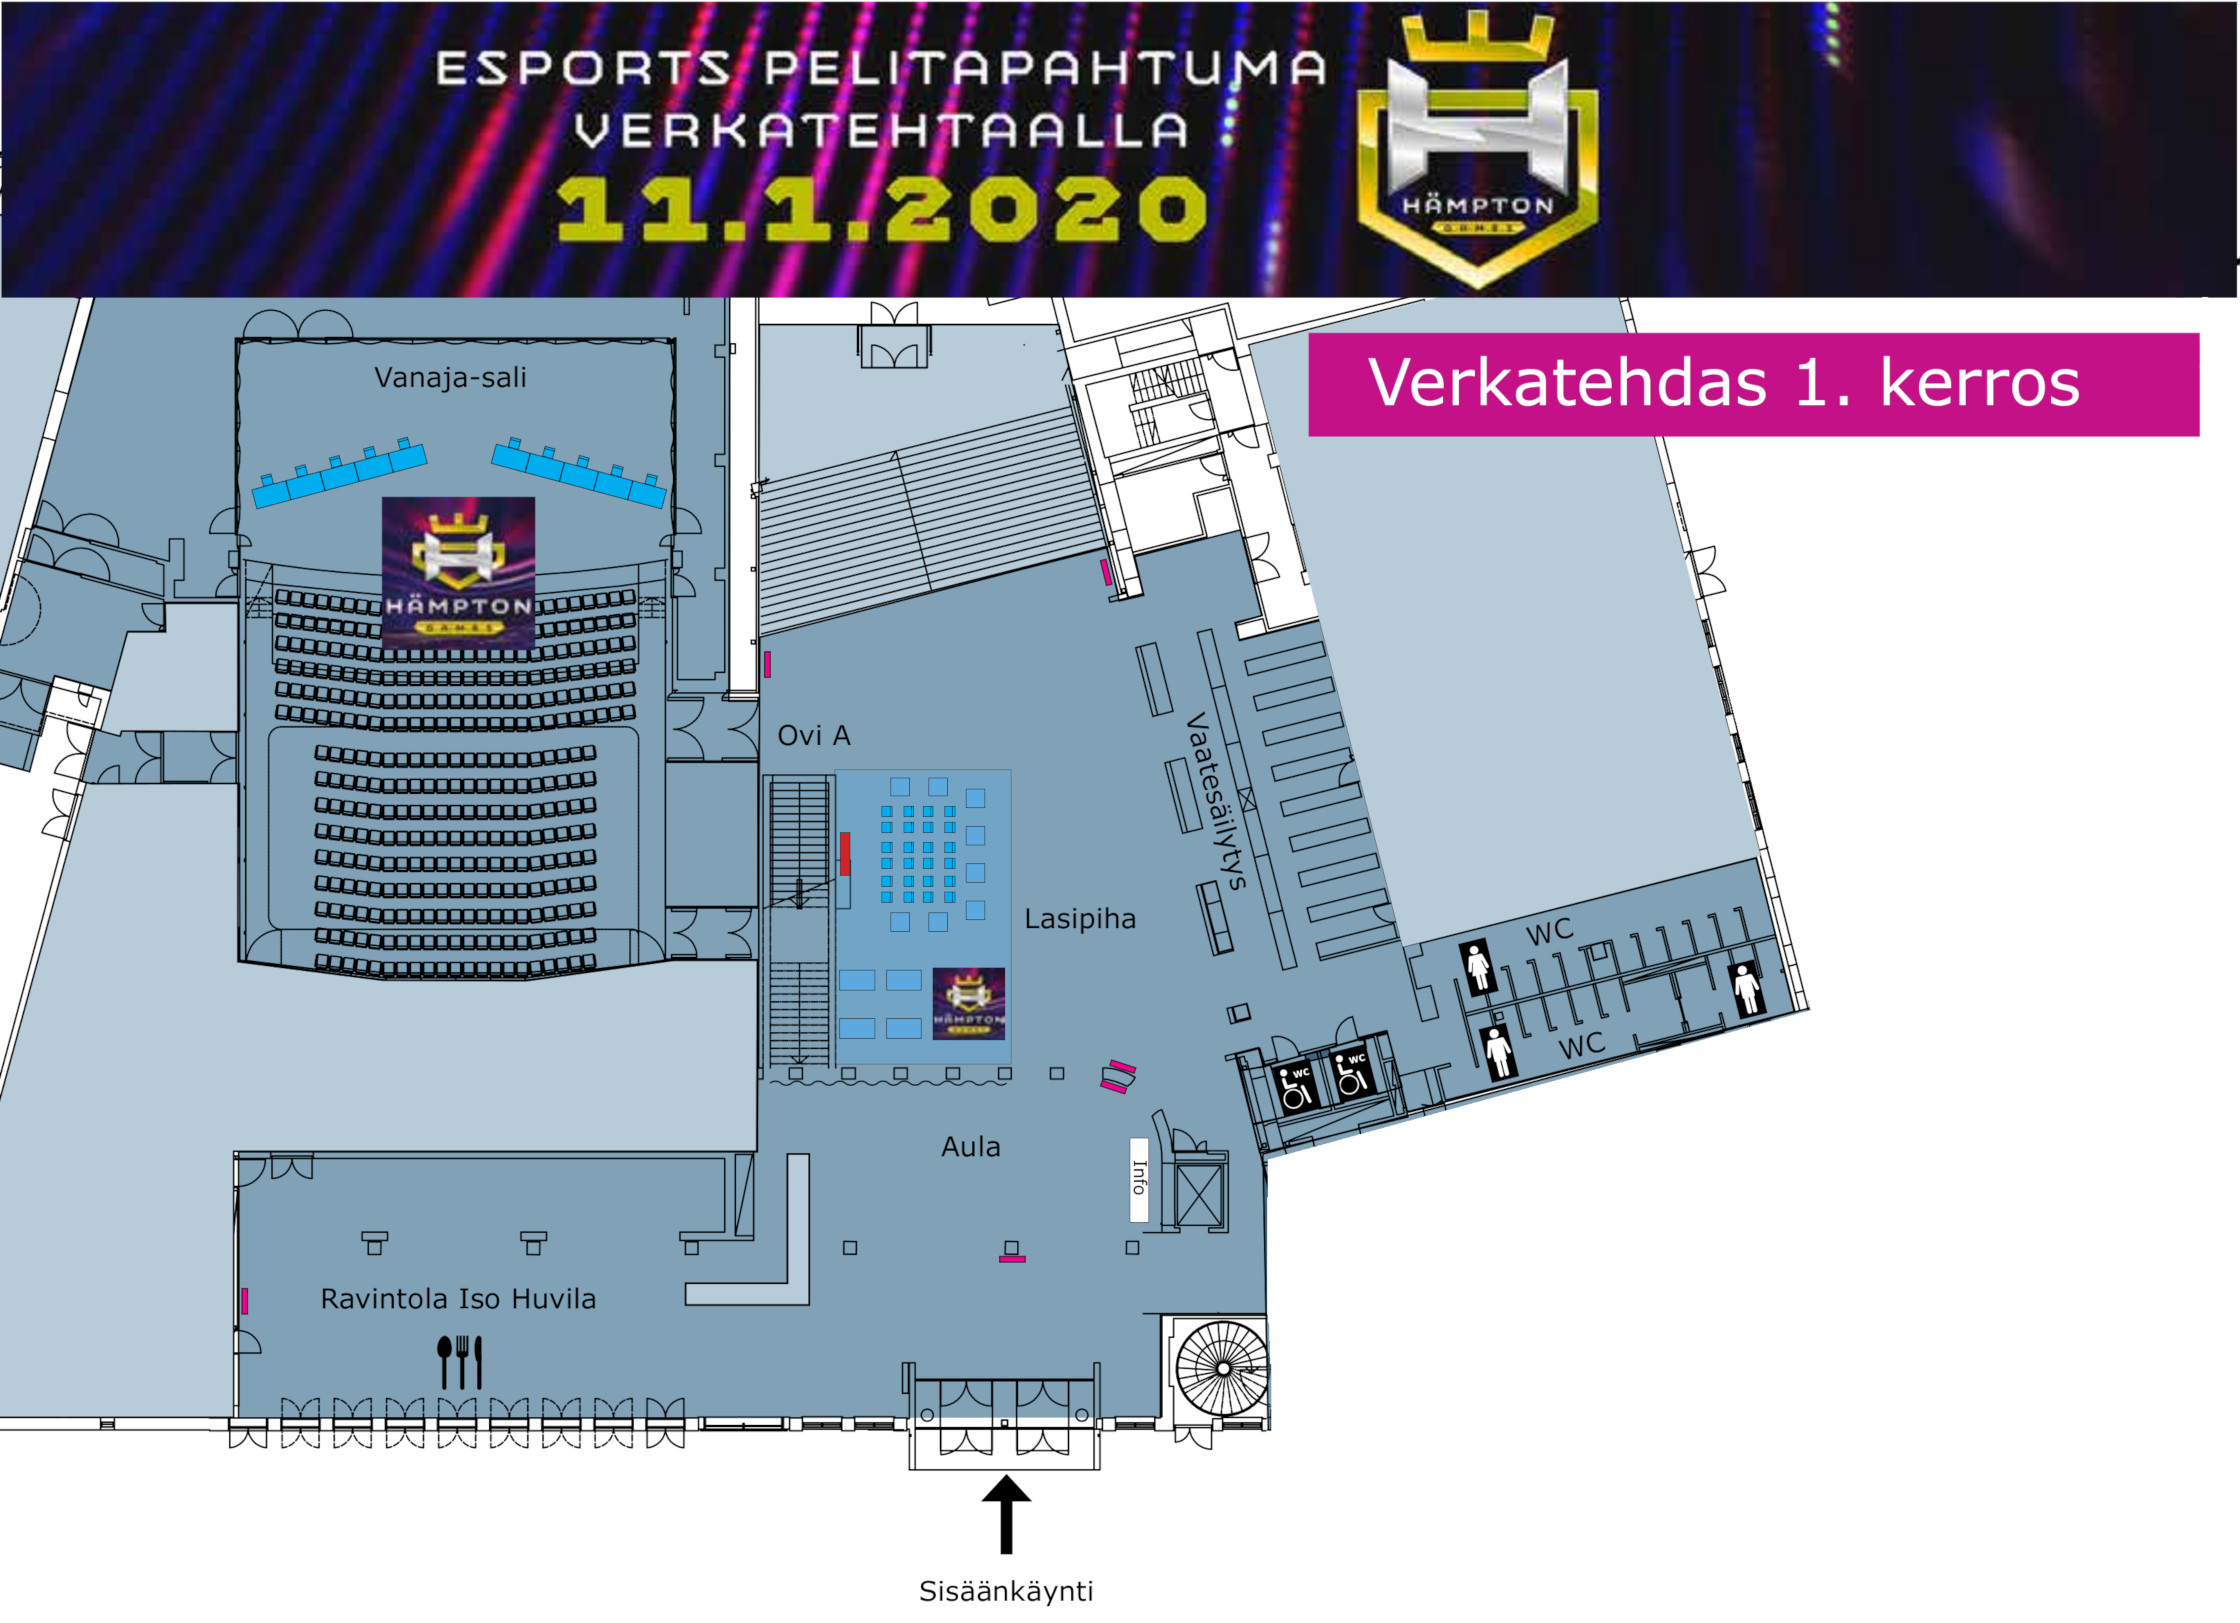 ESPORTS PELITAPAHTUMA
VERKATEHTAALLA
11.1.2020
HÄMPTON
GAMES
Verkatehdas 1. kerros
Vanaja-sali
HÄMPTON
GAMES
Ovi A
Vaatesäilytys
Lasipiha
HÄMPTON
GAMES
WC
WC
WC
WC
Aula
Info
Ravintola Iso Huvila
Sisäänkäynti